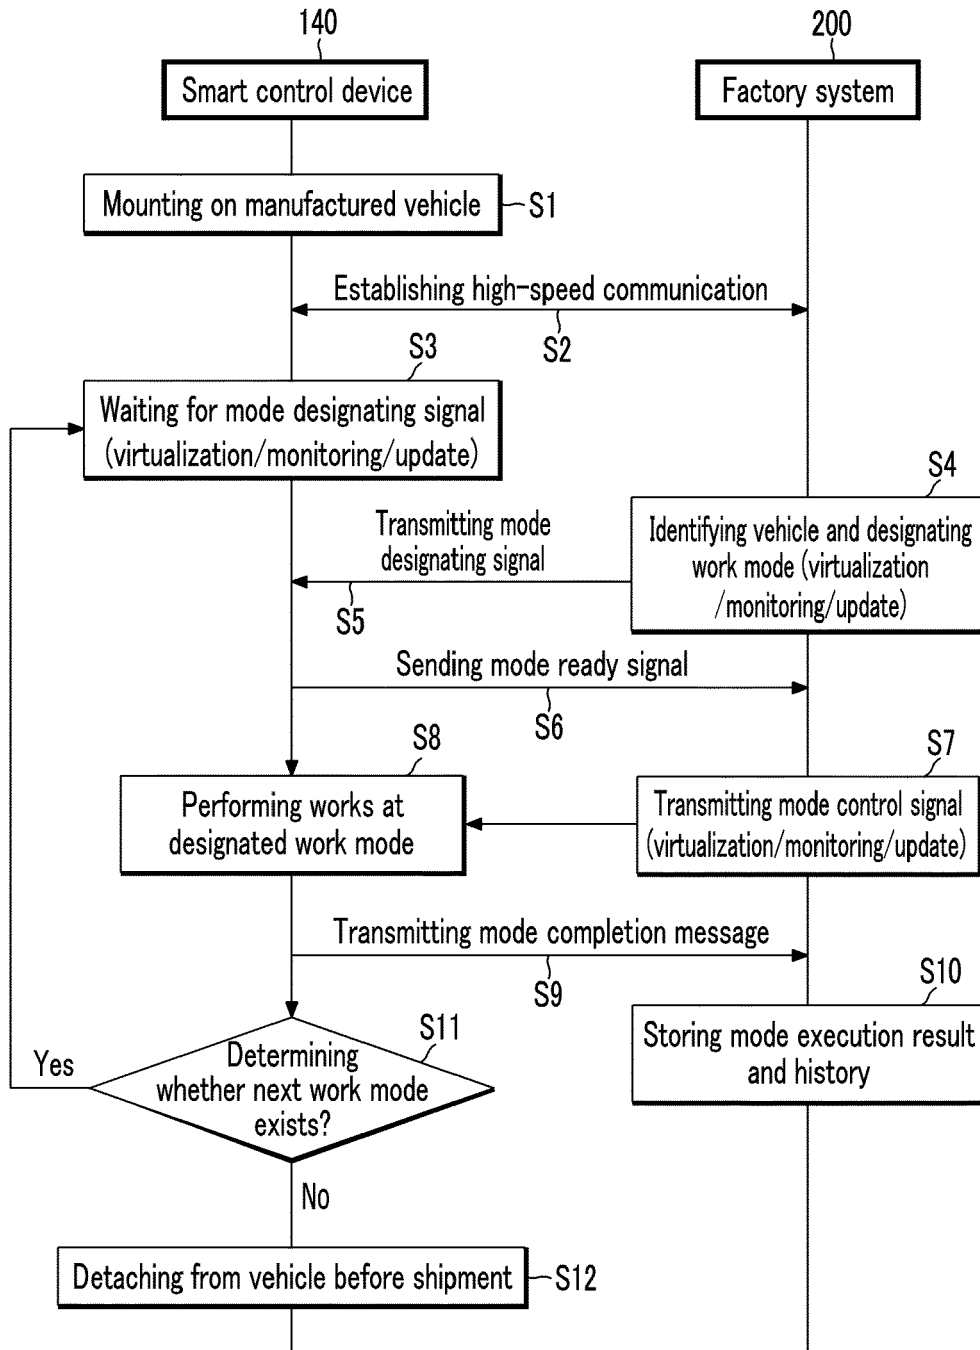 140
200
Smart control device
Factory system
Mounting on manufactured vehicle
S1
Establishing high-speed communication
S2
S3
Waiting for mode designating signal
(virtualization/monitoring/update)
S4
Identifying vehicle and designating
work mode (virtualization
/monitoring/update)
Transmitting mode
designating signal
S5
Sending mode ready signal
S6
S8
Performing works at
designated work mode
S7
Transmitting mode control signal
(virtualization/monitoring/update)
Transmitting mode completion message
S9
S10
Storing mode execution result
and history
S11
Determining
whether next work mode
exists?
Yes
No
Detaching from vehicle before shipment
S12